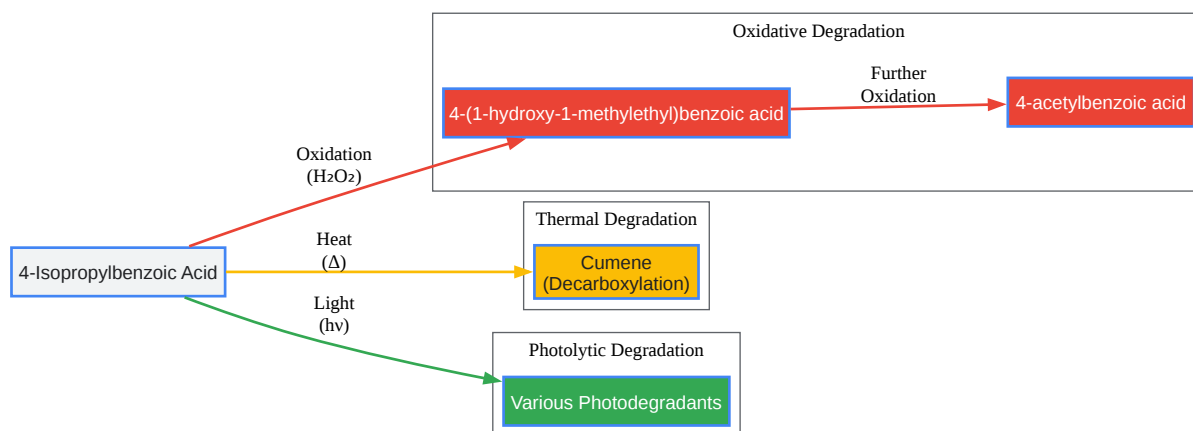 Oxidative Degradation
Further
Oxidation
4-(1-hydroxy-1-methylethyl)benzoic acid
4-acetylbenzoic acid
Oxidation
(H₂O₂)
Thermal Degradation
Heat
(Δ)
4-Isopropylbenzoic Acid
Cumene
(Decarboxylation)
Light
(hν)
Photolytic Degradation
Various Photodegradants